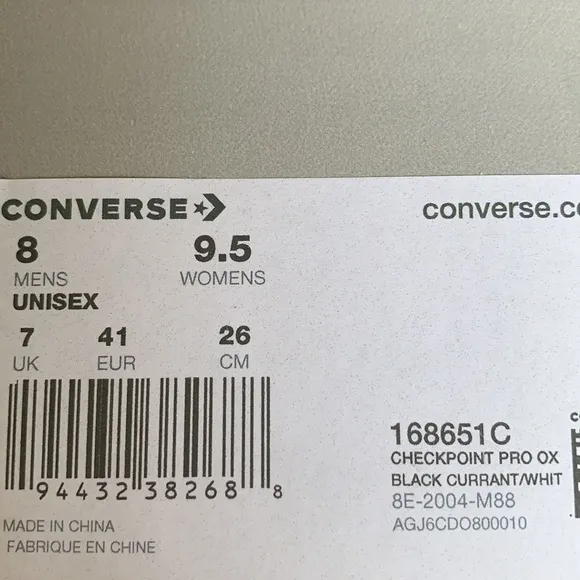 CONVERSE
converse.co
8 9.5
MENS WOMENS
UNISEX
7 41 26
UK EUR CM
94432 38268 8
168651C
CHECKPOINT PRO OX
BLACK CURRANT/WHIT
8E-2004-M88
AGJ6CDO800010
MADE IN CHINA
FABRIQUE EN CHINE